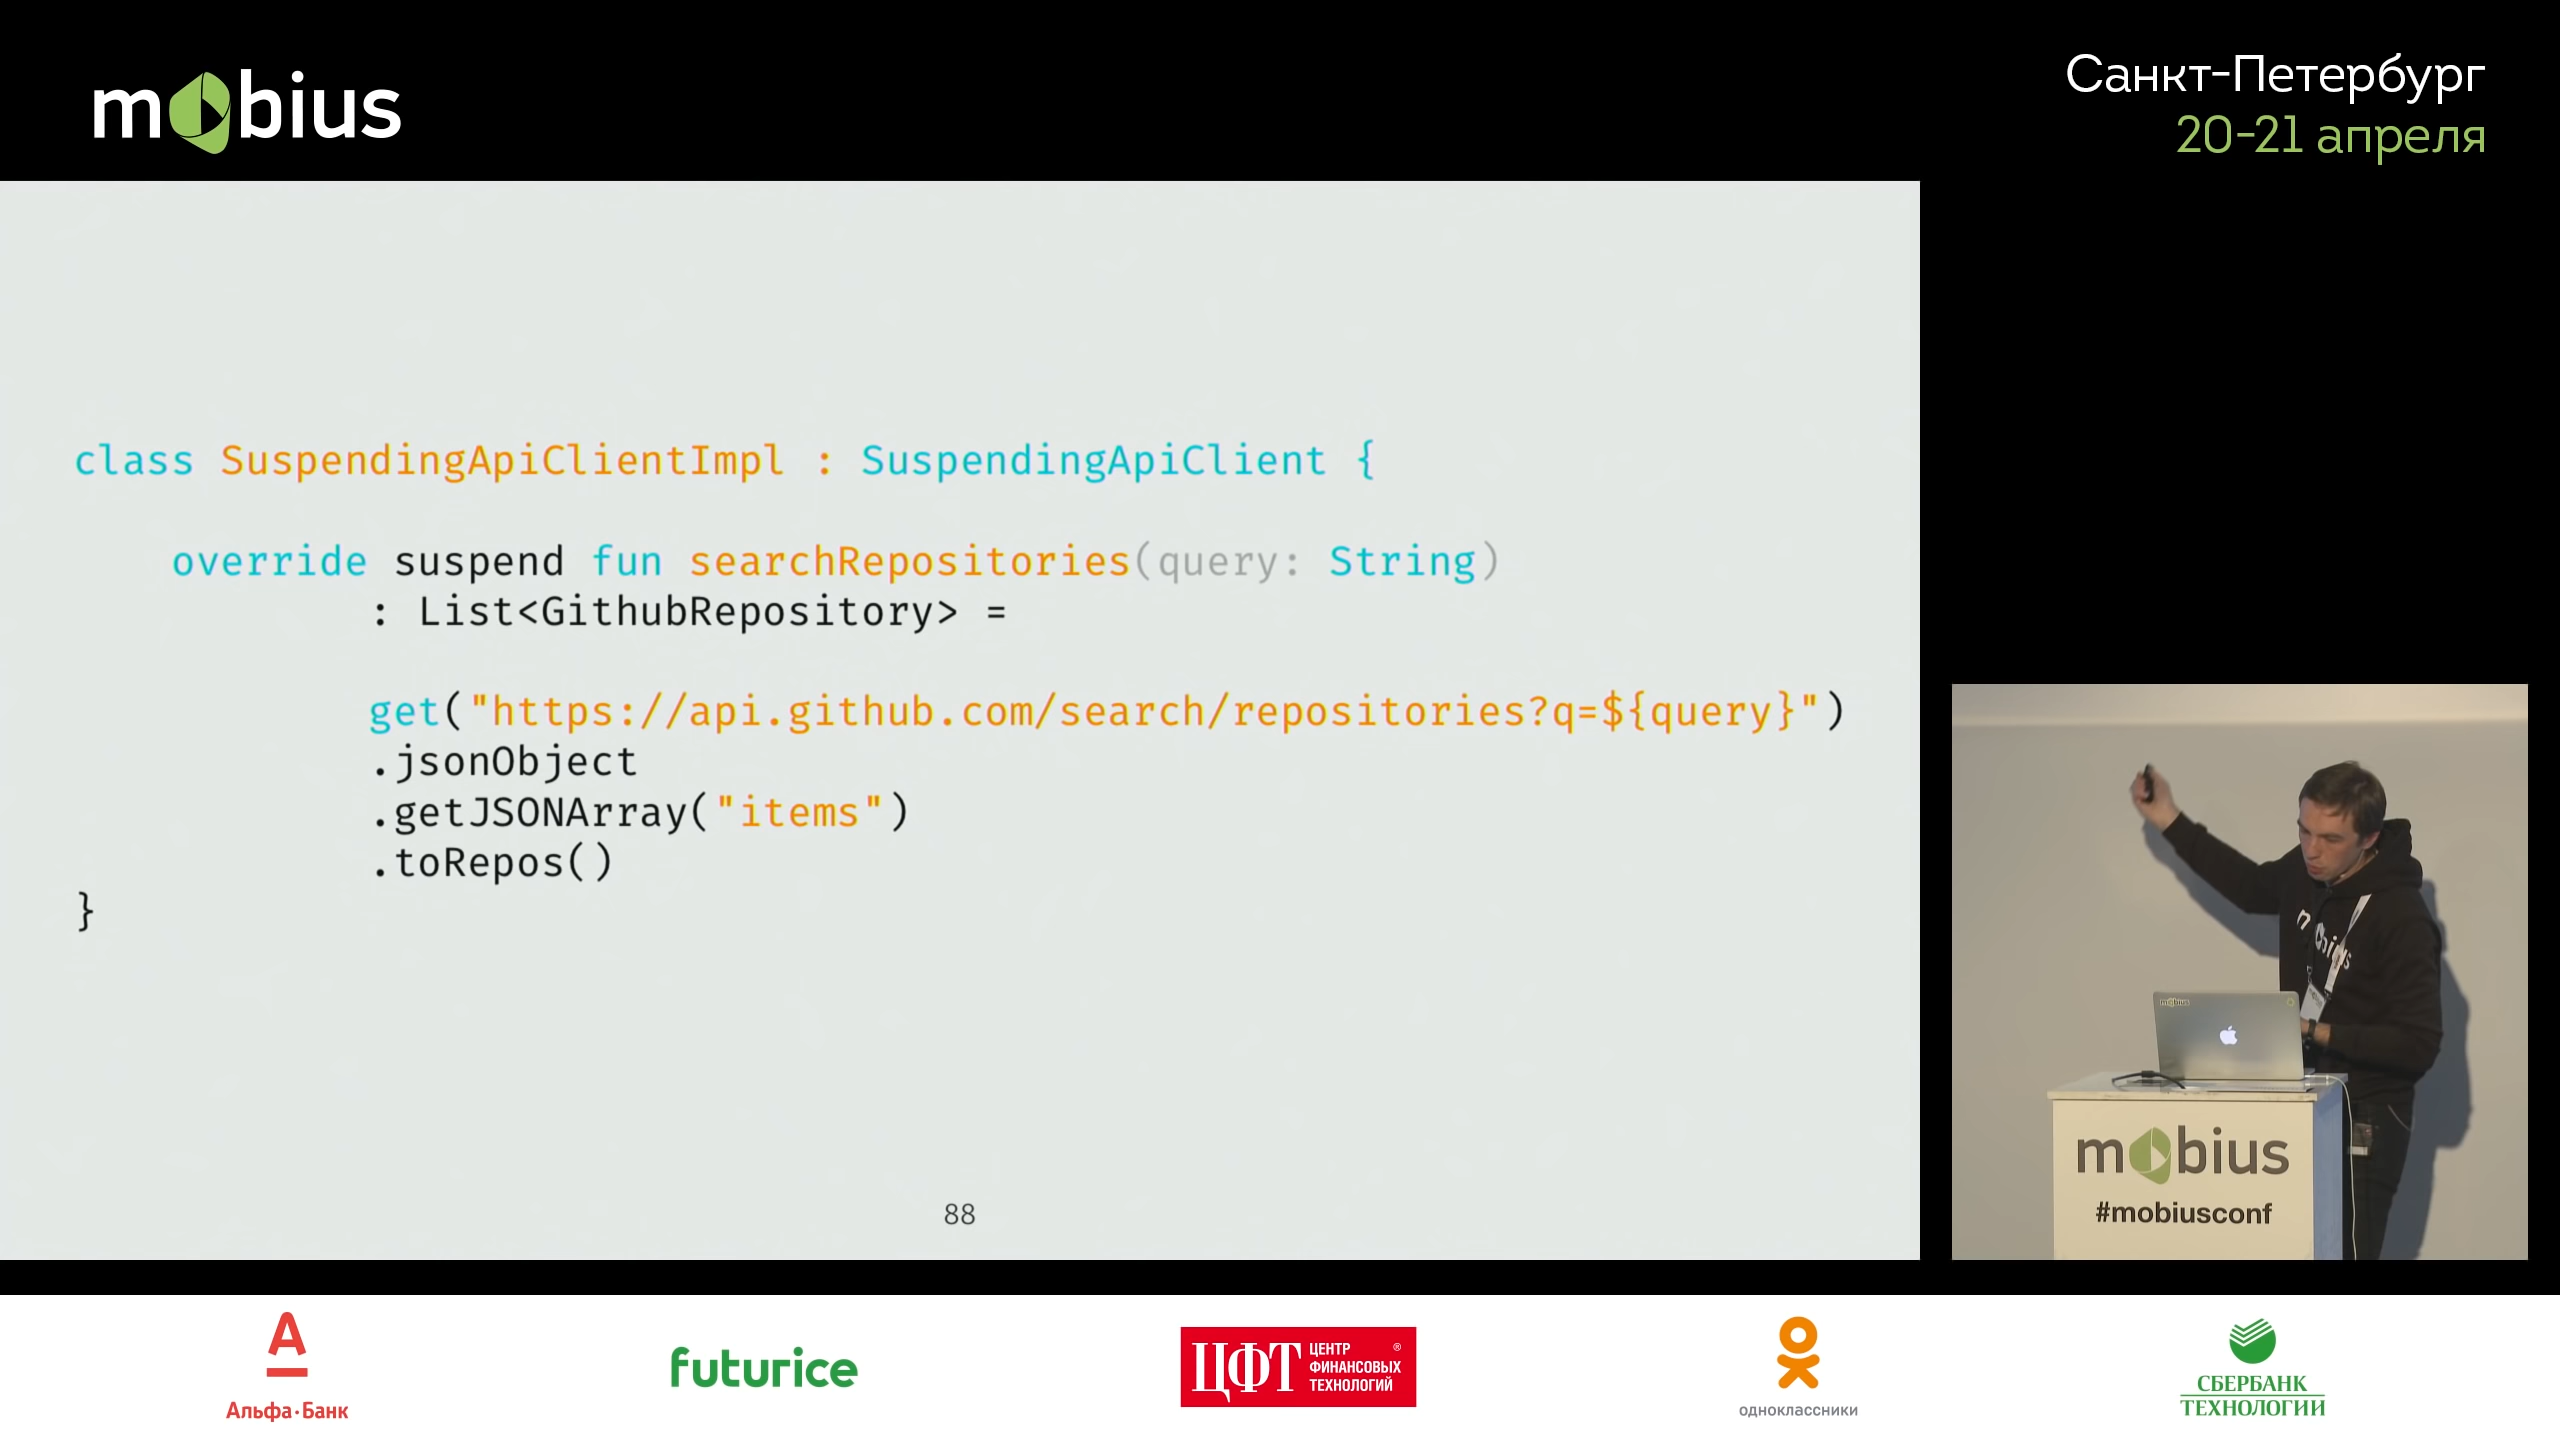 mobius
Санкт-Петербург
20-21 апреля
class SuspendingApiClientImpl : SuspendingApiClient {
override suspend fun searchRepositories(query: String)
: List<GithubRepository> =
get("https://api.github.com/search/repositories?q=${query}")
.jsonObject
.getJSONArray("items")
.toRepos()
}
88
mobius
mobius
mobius
#mobiusconf
Альфа·Банк
futurice
ЦФТ
ЦЕНТР ®
ФИНАНСОВЫХ
ТЕХНОЛОГИЙ
одноклассники
СБЕРБАНК
ТЕХНОЛОГИИ